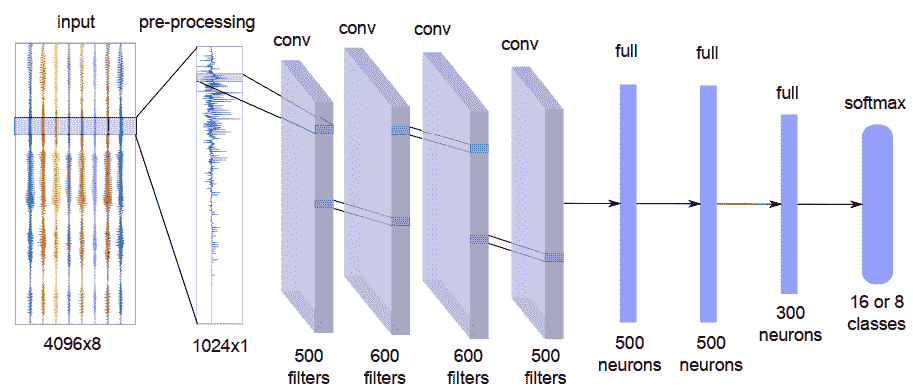 input
pre-processing
conv
conv
conv
conv
full
full
full
softmax
4096x8
1024x1
500
filters
600
filters
600
filters
500
filters
500
neurons
500
neurons
300
neurons
16 or 8
classes